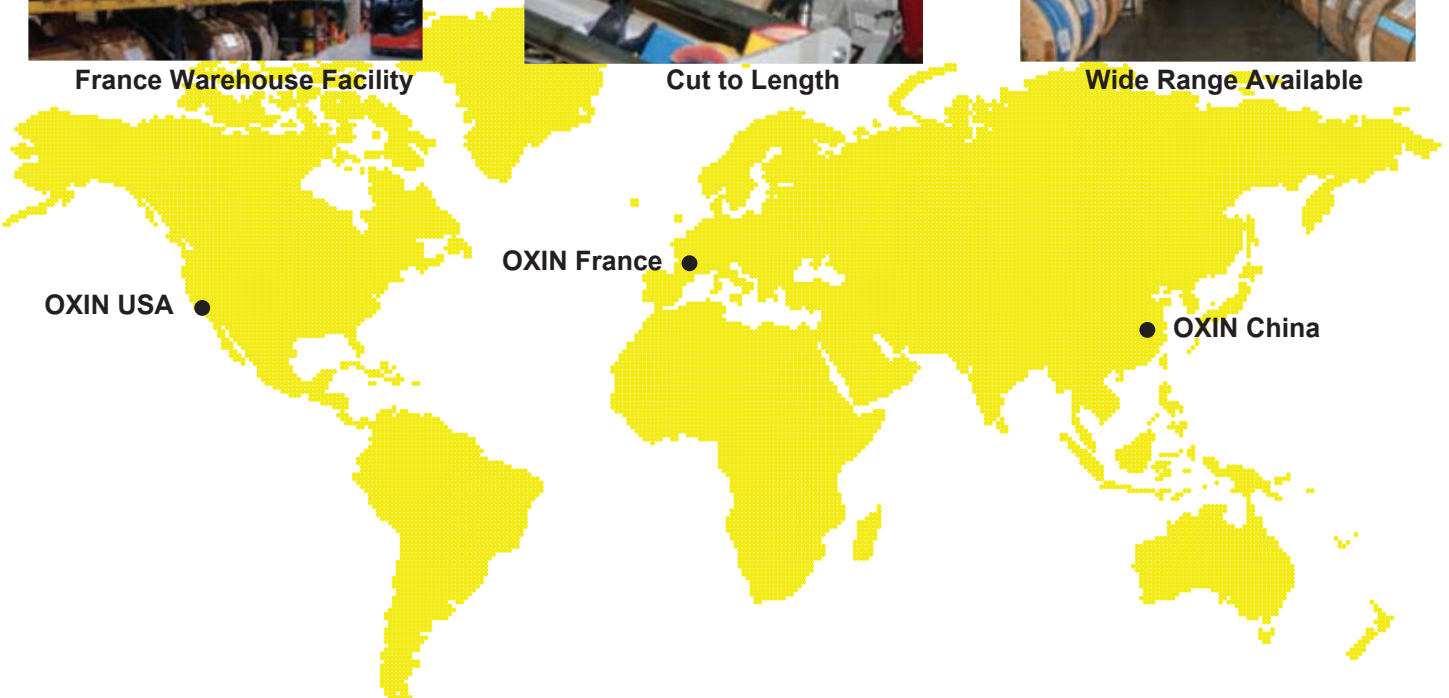 France Warehouse Facility
Cut to Length
Wide Range Available
OXIN France
OXIN USA
OXIN China